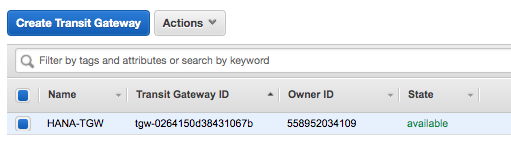 Create Transit Gateway Actions
Filter by tags and attributes or search by keyword
Name Transit Gateway ID Owner ID State
HANA-TGW tgw-0264150d38431067b 558952034109 available